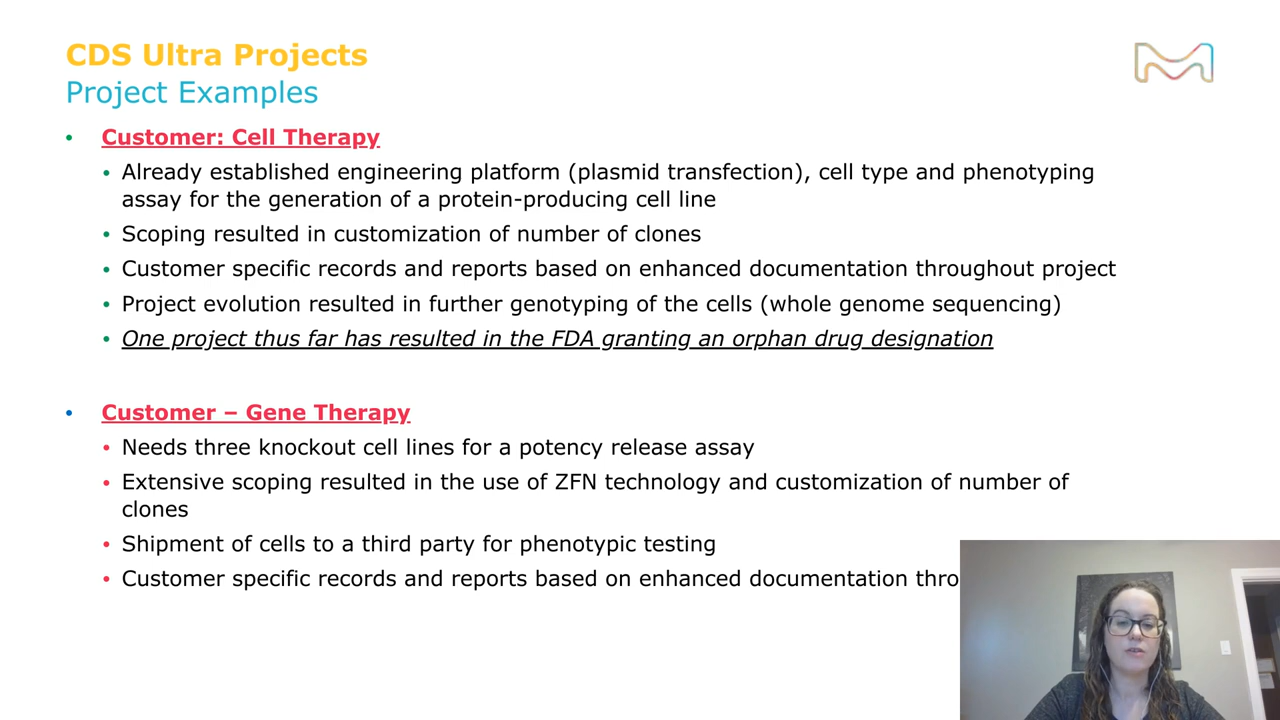 CDS Ultra Projects
Project Examples
• Customer: Cell Therapy
• Already established engineering platform (plasmid transfection), cell type and phenotyping
assay for the generation of a protein-producing cell line
• Scoping resulted in customization of number of clones
• Customer specific records and reports based on enhanced documentation throughout project
• Project evolution resulted in further genotyping of the cells (whole genome sequencing)
• One project thus far has resulted in the FDA granting an orphan drug designation
• Customer – Gene Therapy
• Needs three knockout cell lines for a potency release assay
• Extensive scoping resulted in the use of ZFN technology and customization of number of
clones
• Shipment of cells to a third party for phenotypic testing
• Customer specific records and reports based on enhanced documentation thro